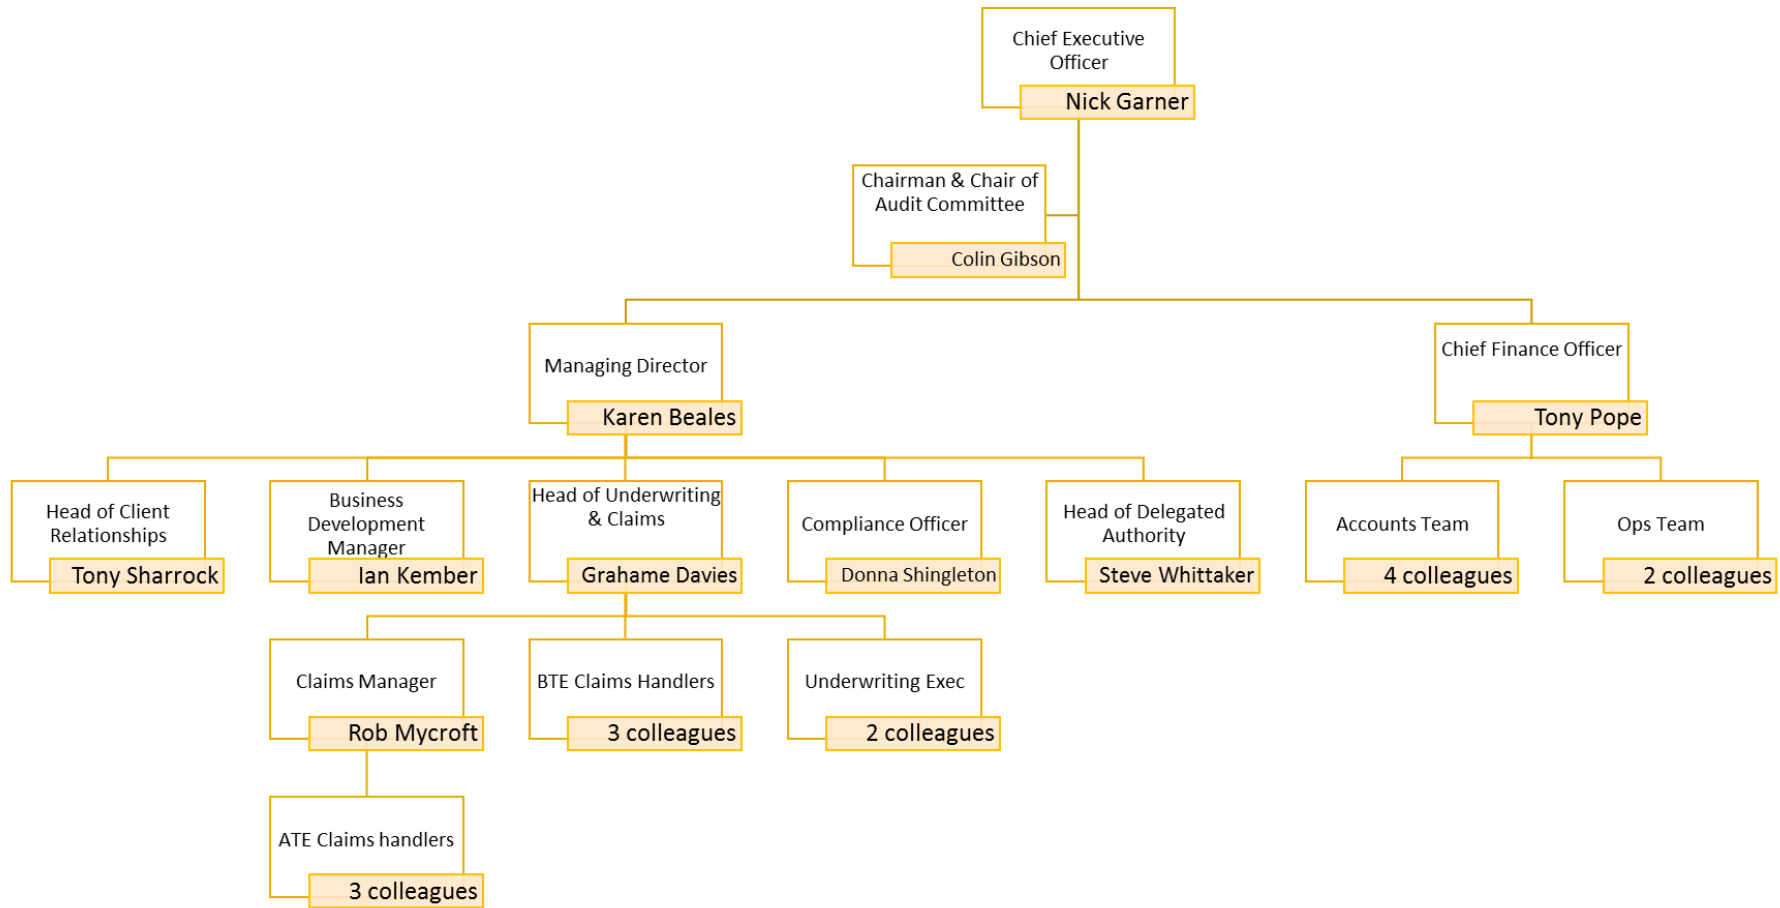 Chief Executive
Officer
Nick Garner
Chairman & Chair of
Audit Committee
Colin Gibson
Managing Director
Karen Beales
Chief Finance Officer
Tony Pope
Head of Client
Relationships
Tony Sharrock
Business
Development
Manager
Ian Kember
Head of Underwriting
& Claims
Grahame Davies
Compliance Officer
Donna Shingleton
Head of Delegated
Authority
Steve Whittaker
Accounts Team
4 colleagues
Ops Team
2 colleagues
Claims Manager
Rob Mycroft
BTE Claims Handlers
3 colleagues
Underwriting Exec
2 colleagues
ATE Claims handlers
3 colleagues